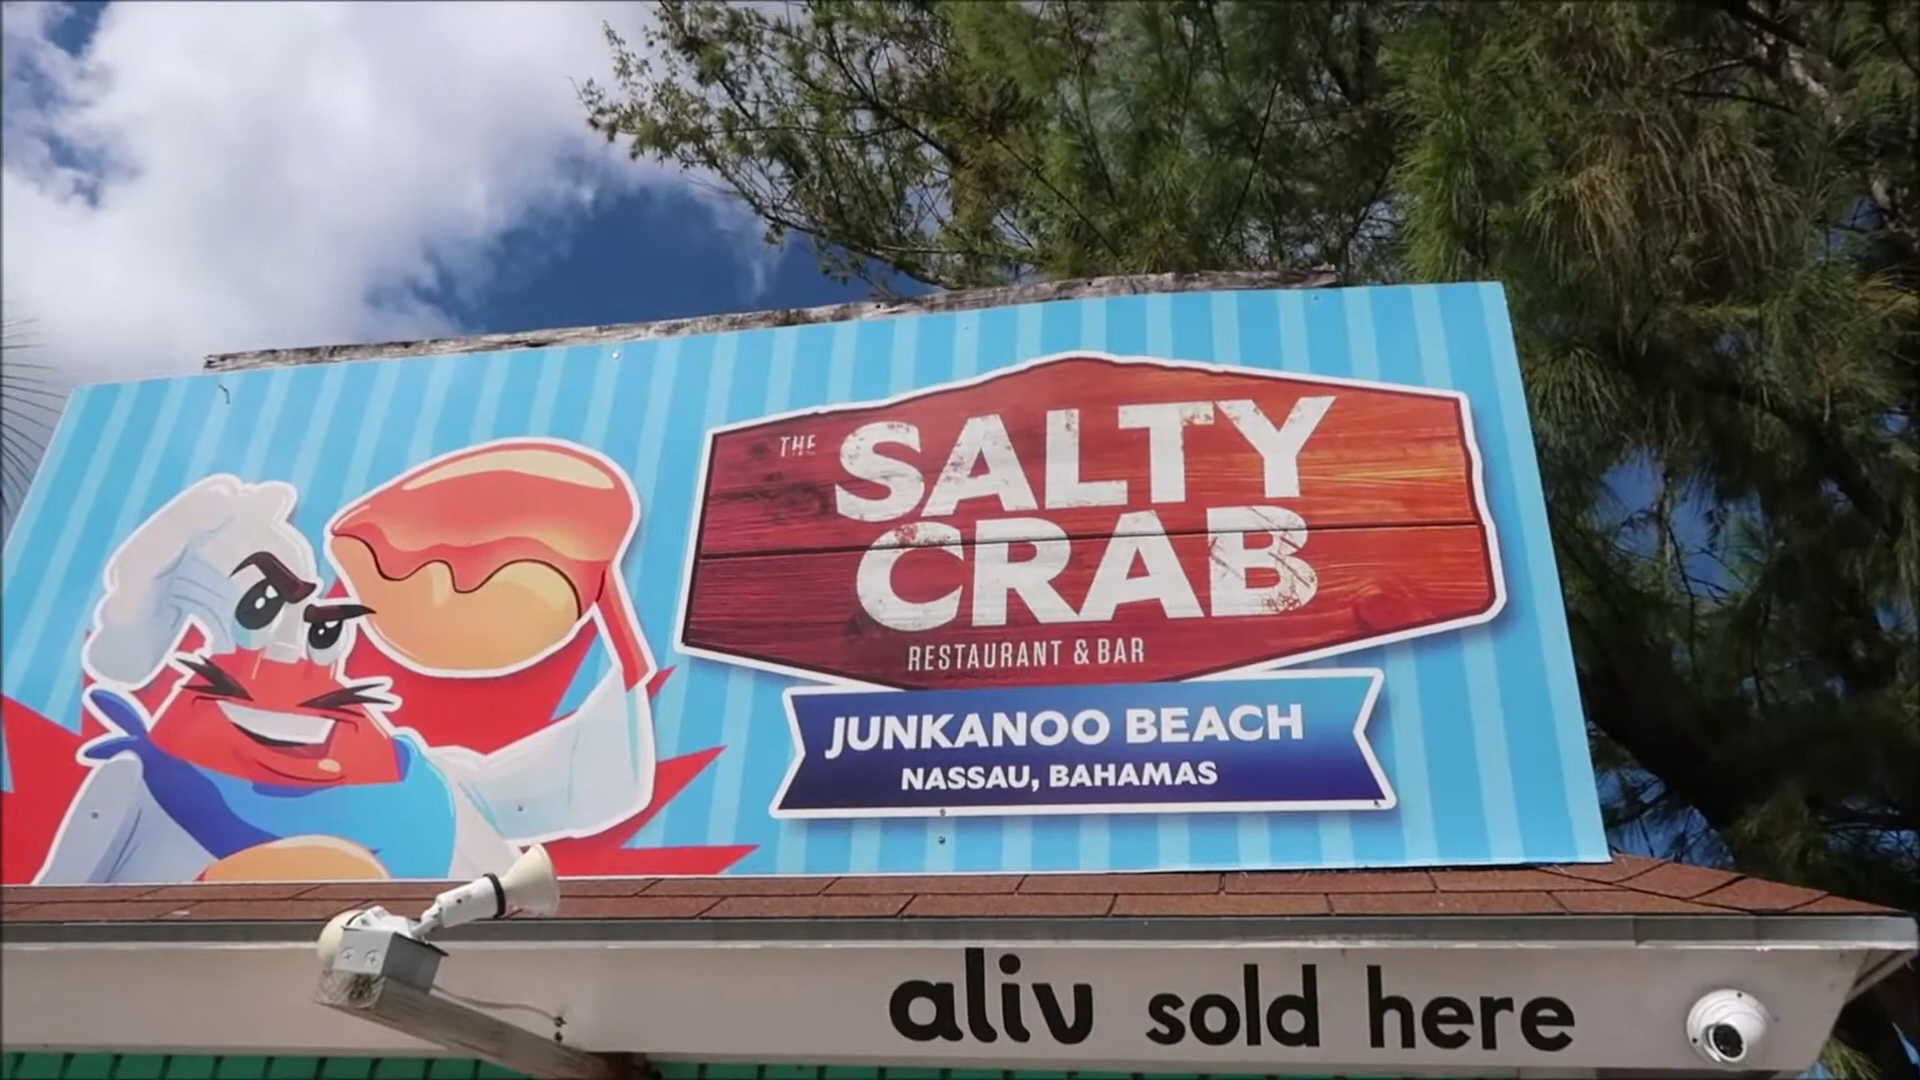 THE
SALTY
CRAB
RESTAURANT & BAR
JUNKANOO BEACH
NASSAU, BAHAMAS
aliv sold here